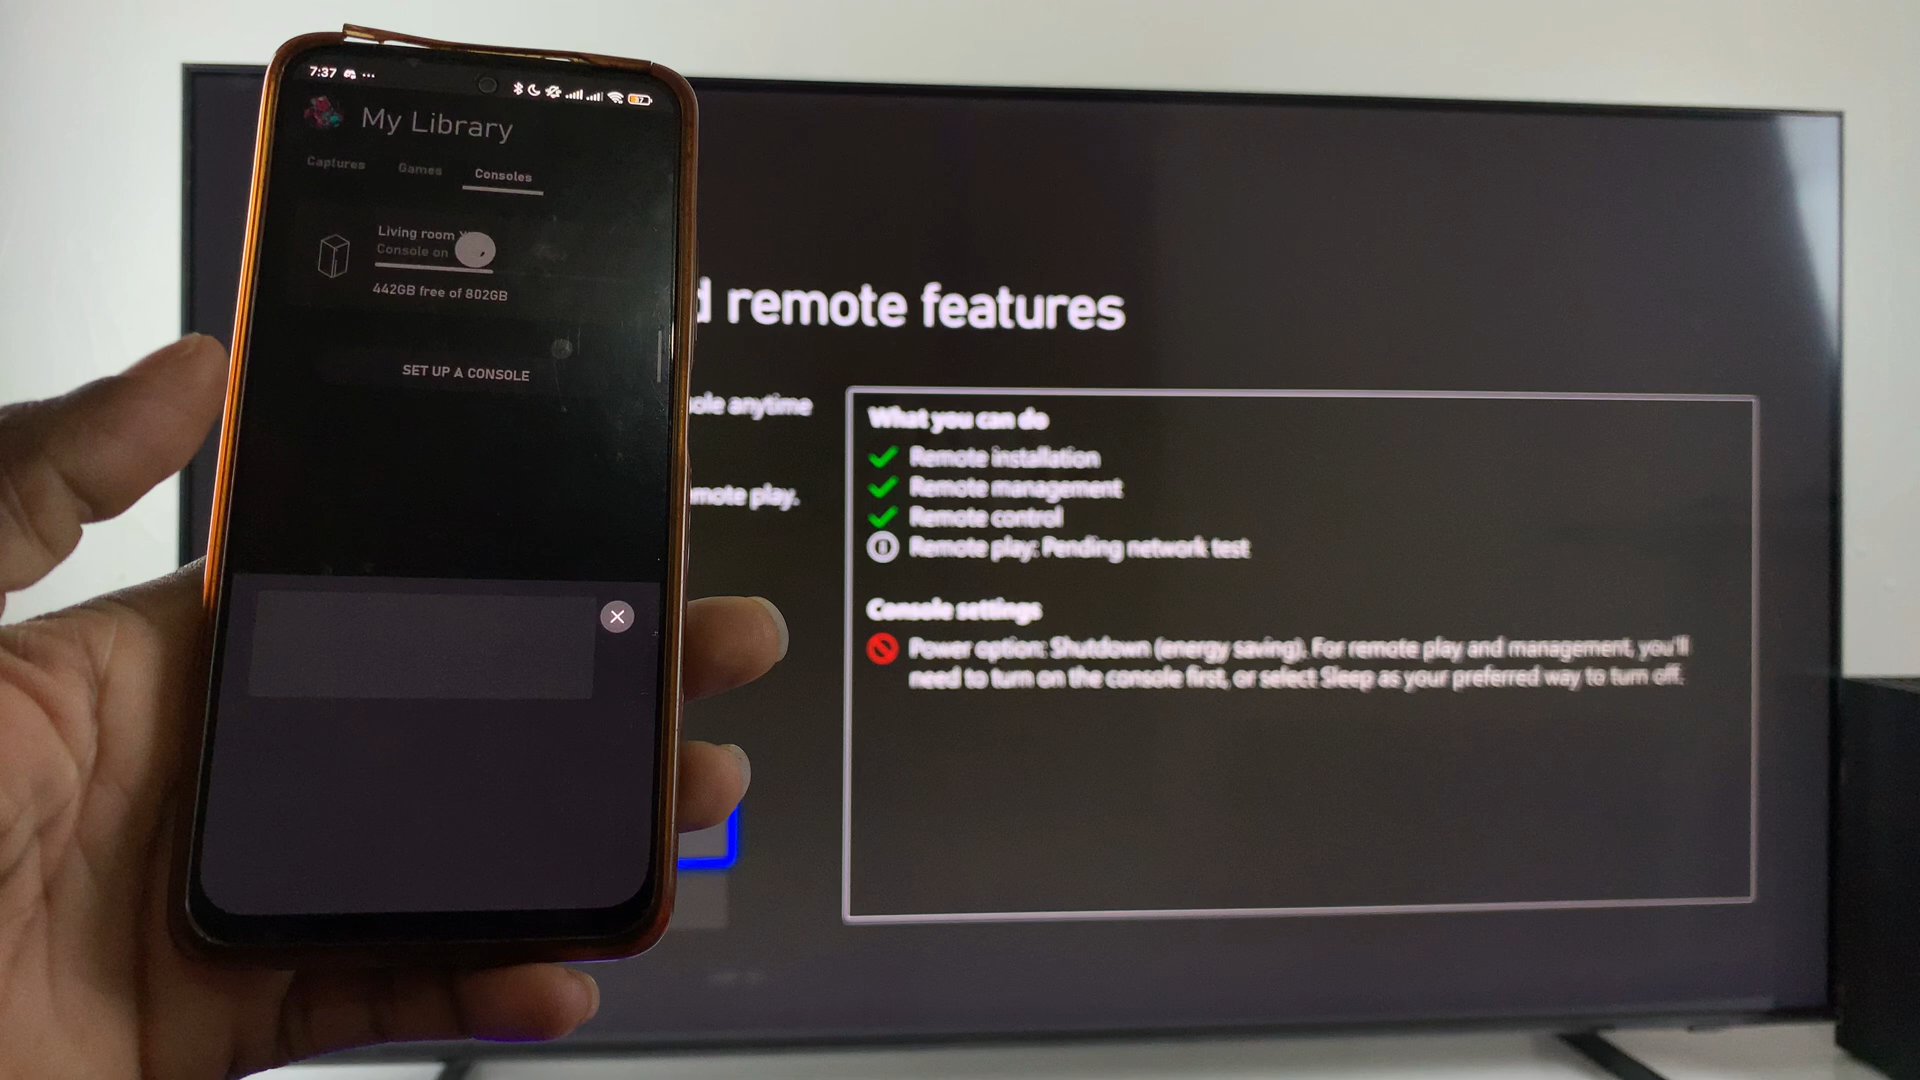 7:37
37
My Library
Captures
Games
Consoles
Living room
Console on
442GB free of 802GB
SET UP A CONSOLE
remote features
anytime
play.
What you can do
Remote installation
Remote management
Remote control
Remote play: Pending network test
Console settings
Power option: Shutdown (energy saving). For remote play and management, you'll
need to turn on the console first, or select Sleep as your preferred way to turn off.